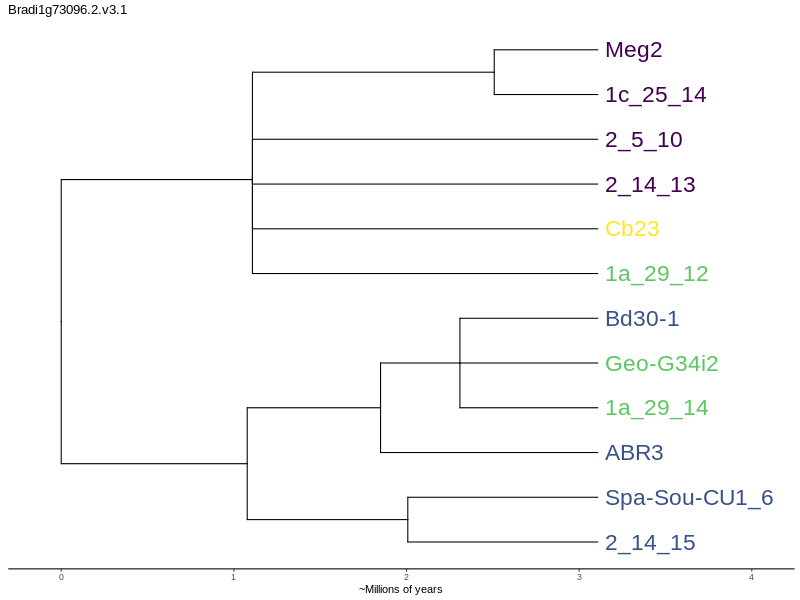 Bradi1g73096.2.v3.1
Meg2
1c_25_14
2_5_10
2_14_13
Cb23
1a_29_12
Bd30-1
Geo-G34i2
1a_29_14
ABR3
Spa-Sou-CU1_6
2_14_15
0 1 2 3 4
~Millions of years